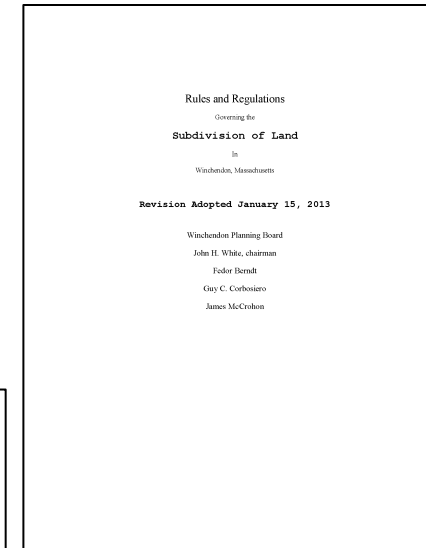 Rules and Regulations
Governing the
Subdivision of Land
In
Winchendon, Massachusetts
Revision Adopted January 15, 2013
Winchendon Planning Board
John H. White, chairman
Fedor Berndt
Guy C. Corbosiero
James McCrohon